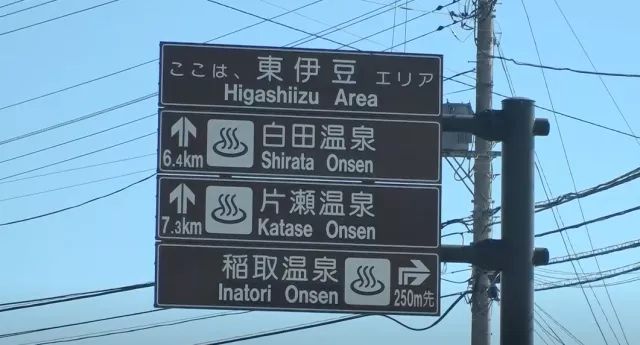 ここは、東伊豆エリア
Higashiizu Area
白田温泉
6.4km Shirata Onsen
片瀬温泉
7.3km Katase Onsen
稲取温泉
Inatori Onsen 250m先